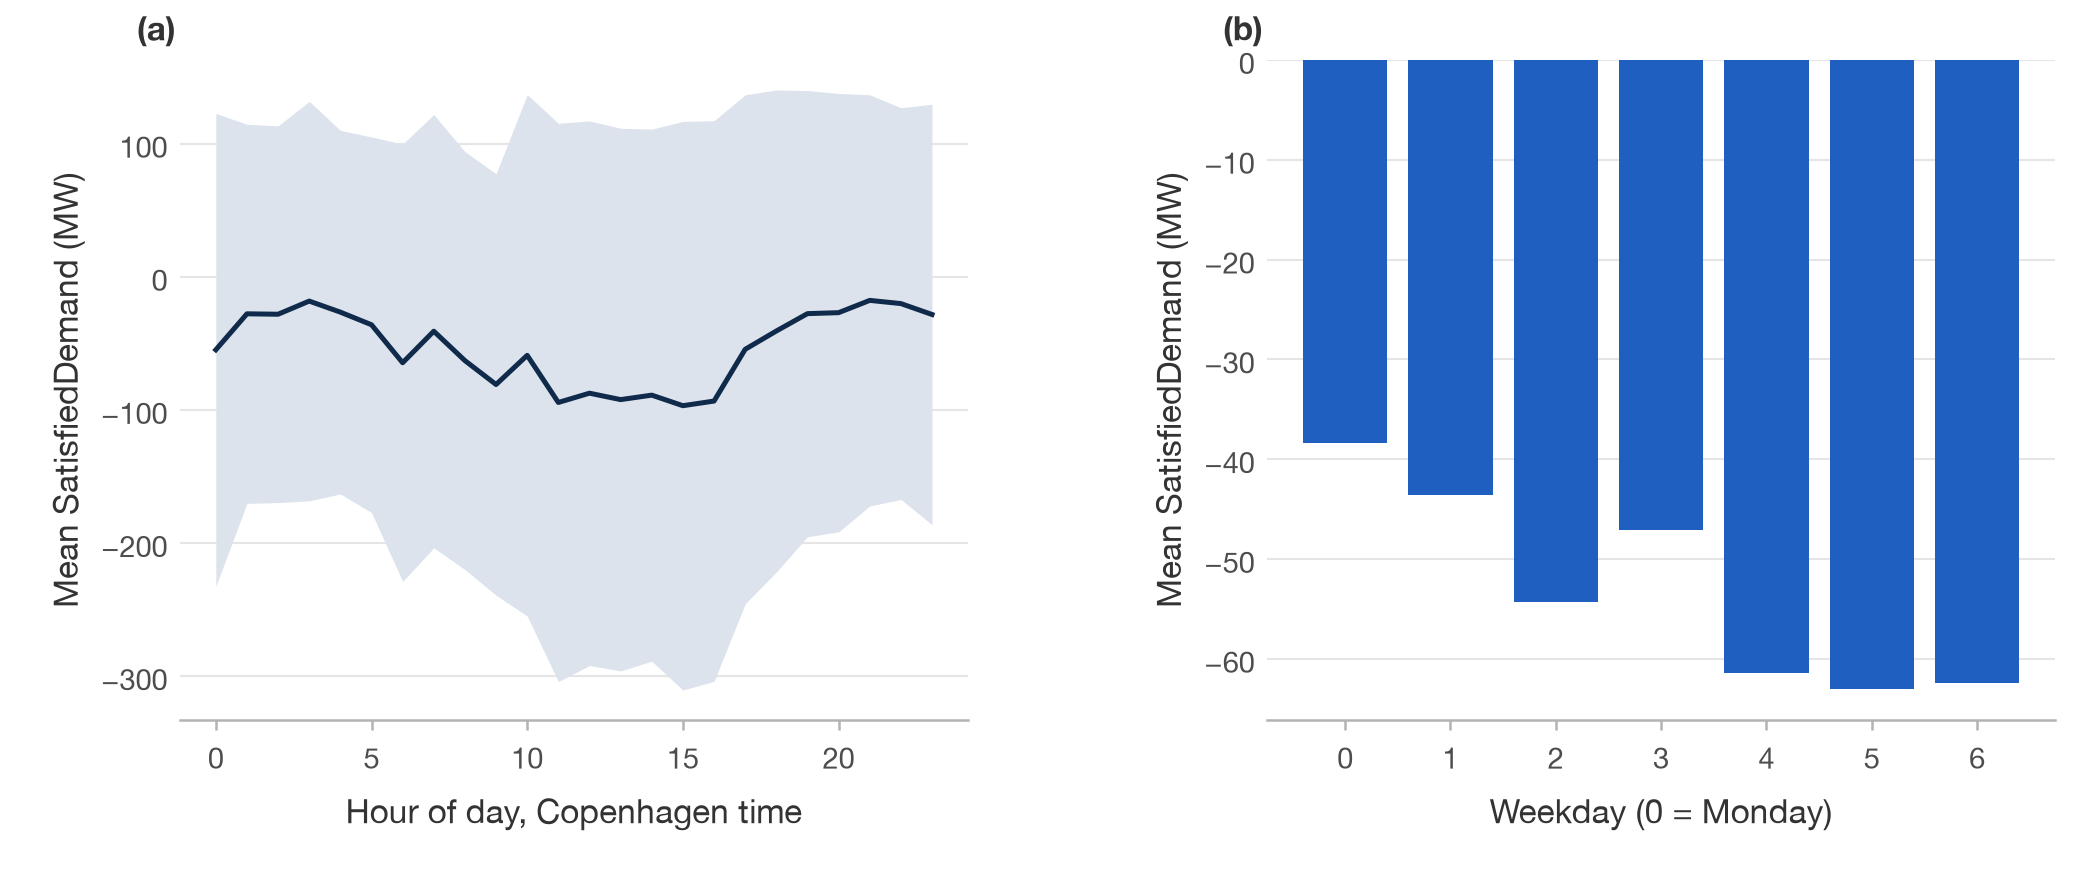 (a)
Mean SatisfiedDemand (MW)
100
0
−100
−200
−300
0 5 10 15 20
Hour of day, Copenhagen time
(b)
Mean SatisfiedDemand (MW)
0
−10
−20
−30
−40
−50
−60
0 1 2 3 4 5 6
Weekday (0 = Monday)